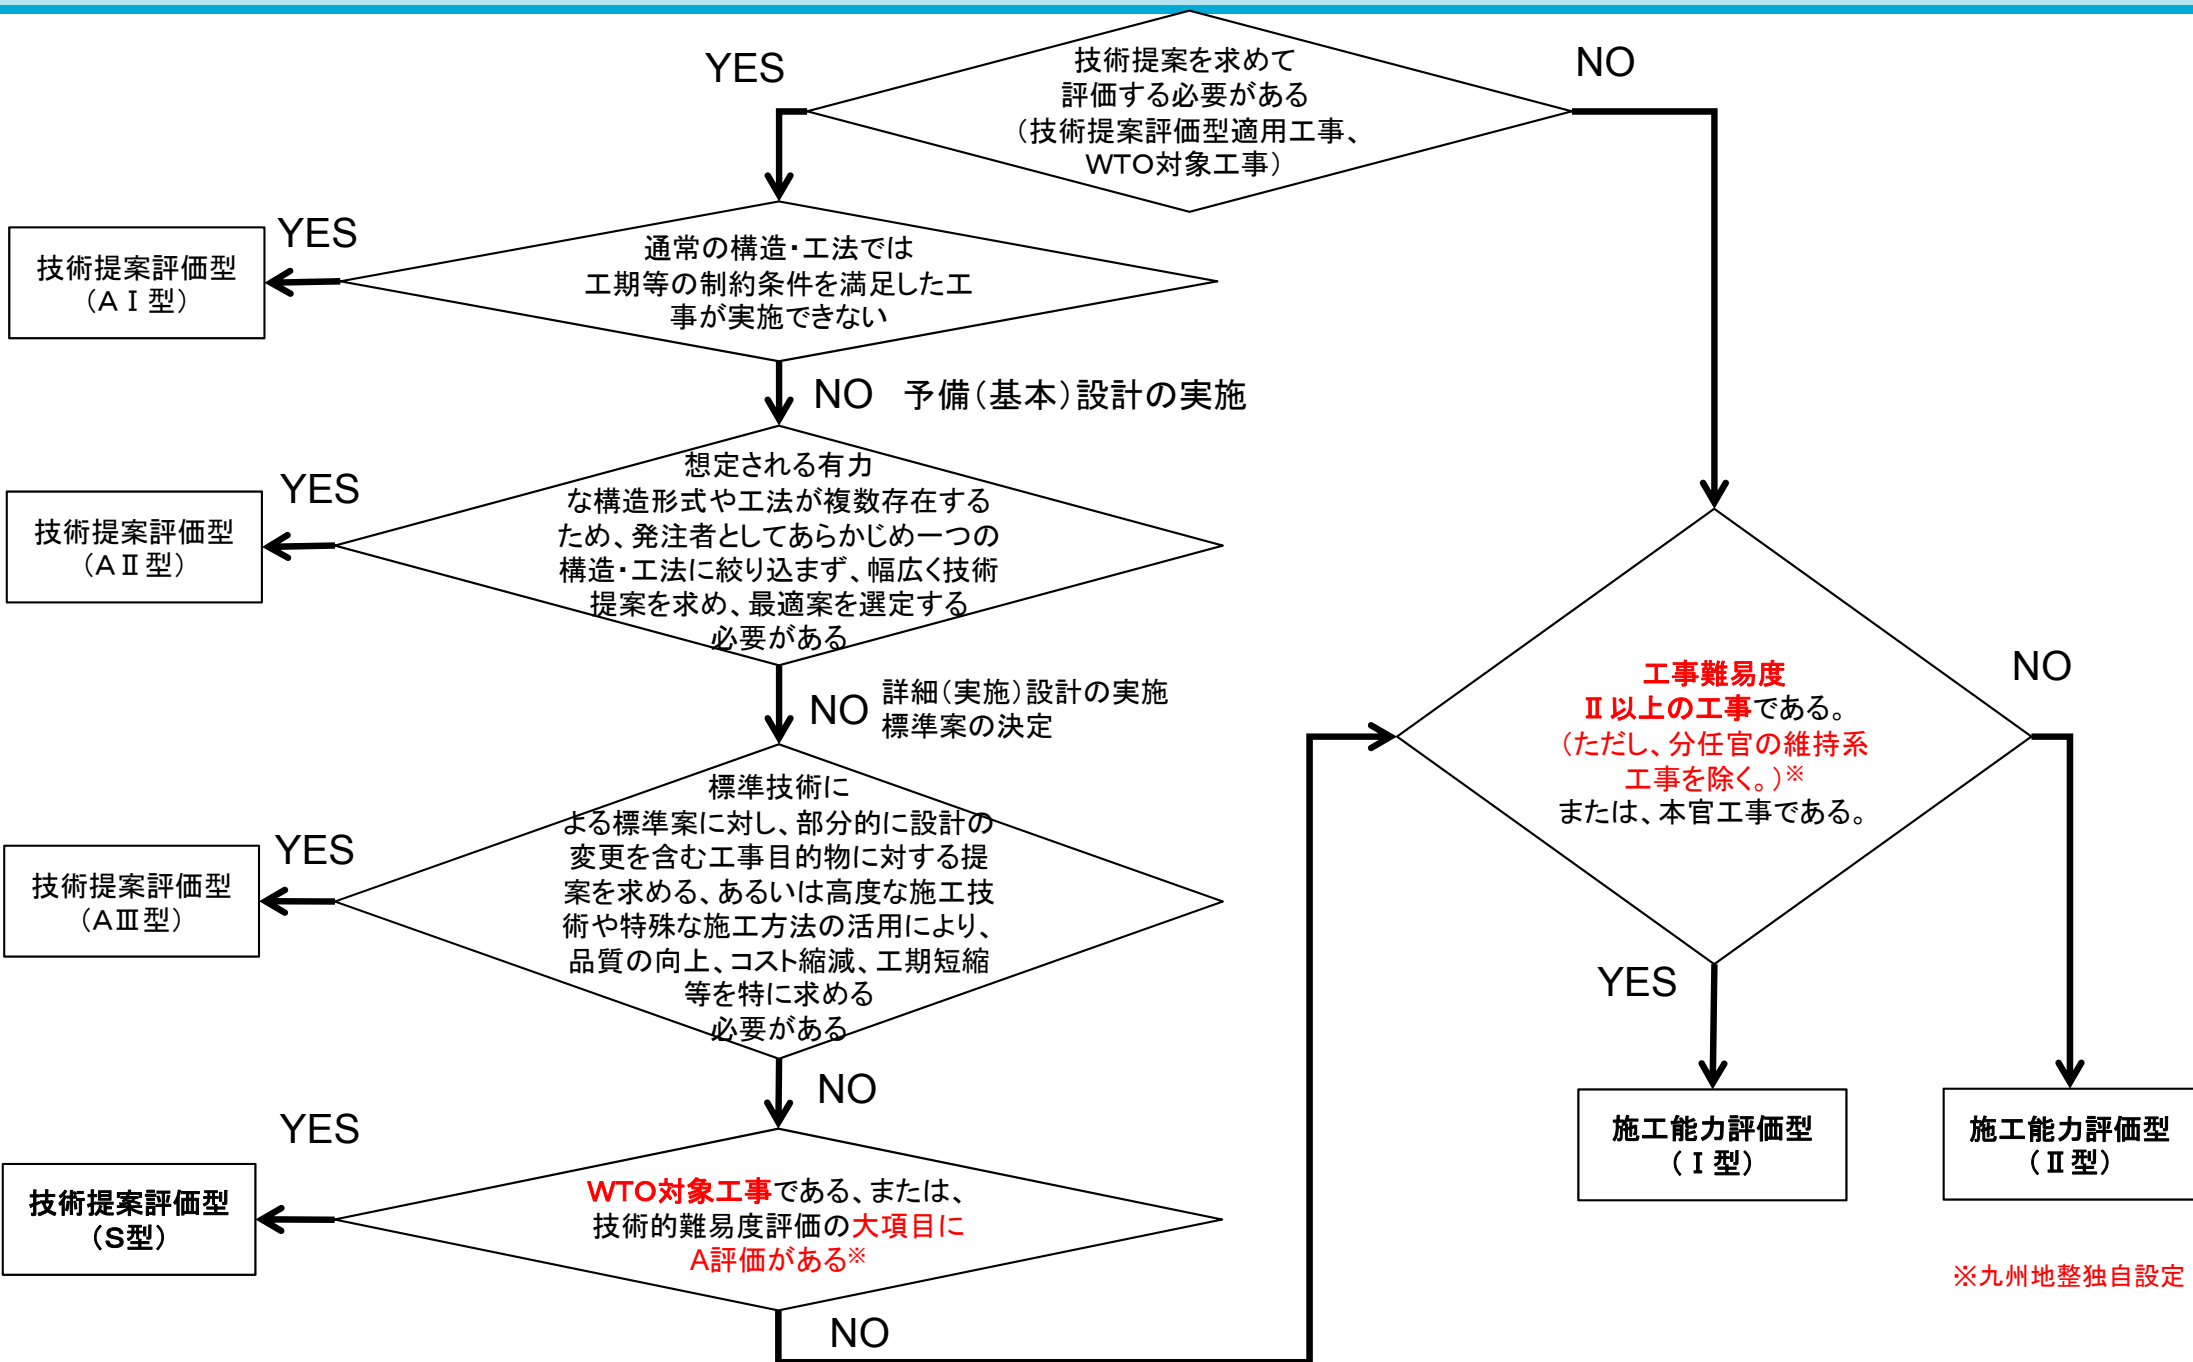 YES
技術提案を求めて
評価する必要がある
（技術提案評価型適用工事、
WTO対象工事）
NO
技術提案評価型
（AⅠ型）
YES
通常の構造・工法では
工期等の制約条件を満足した工
事が実施できない
NO 予備（基本）設計の実施
技術提案評価型
（AⅡ型）
YES
想定される有力
な構造形式や工法が複数存在する
ため、発注者としてあらかじめ一つの
構造・工法に絞り込まず、幅広く技術
提案を求め、最適案を選定する
必要がある
NO 詳細（実施）設計の実施
標準案の決定
技術提案評価型
（AⅢ型）
YES
標準技術に
よる標準案に対し、部分的に設計の
変更を含む工事目的物に対する提
案を求める、あるいは高度な施工技
術や特殊な施工方法の活用により、
品質の向上、コスト縮減、工期短縮
等を特に求める
必要がある
NO
技術提案評価型
（S型）
YES
WTO対象工事である、または、
技術的難易度評価の大項目に
A評価がある※
NO
工事難易度
Ⅱ以上の工事である。
（ただし、分任官の維持系
工事を除く。）※
または、本官工事である。
NO
YES
施工能力評価型
（Ⅰ型）
施工能力評価型
（Ⅱ型）
※九州地整独自設定